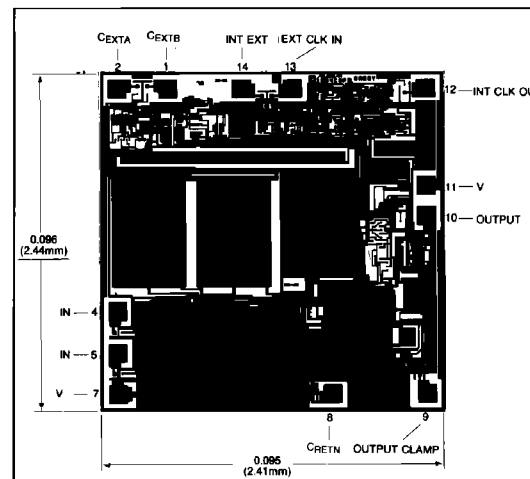 CEXTA CEXTB INT EXT EXT CLK IN
2 1 14 13
12 INT CLK OU
11 V
10 OUTPUT
0.096
(2.44mm)
IN 4
IN 5
V 7
8 9
CRETN OUTPUT CLAMP
0.095
(2.41mm)